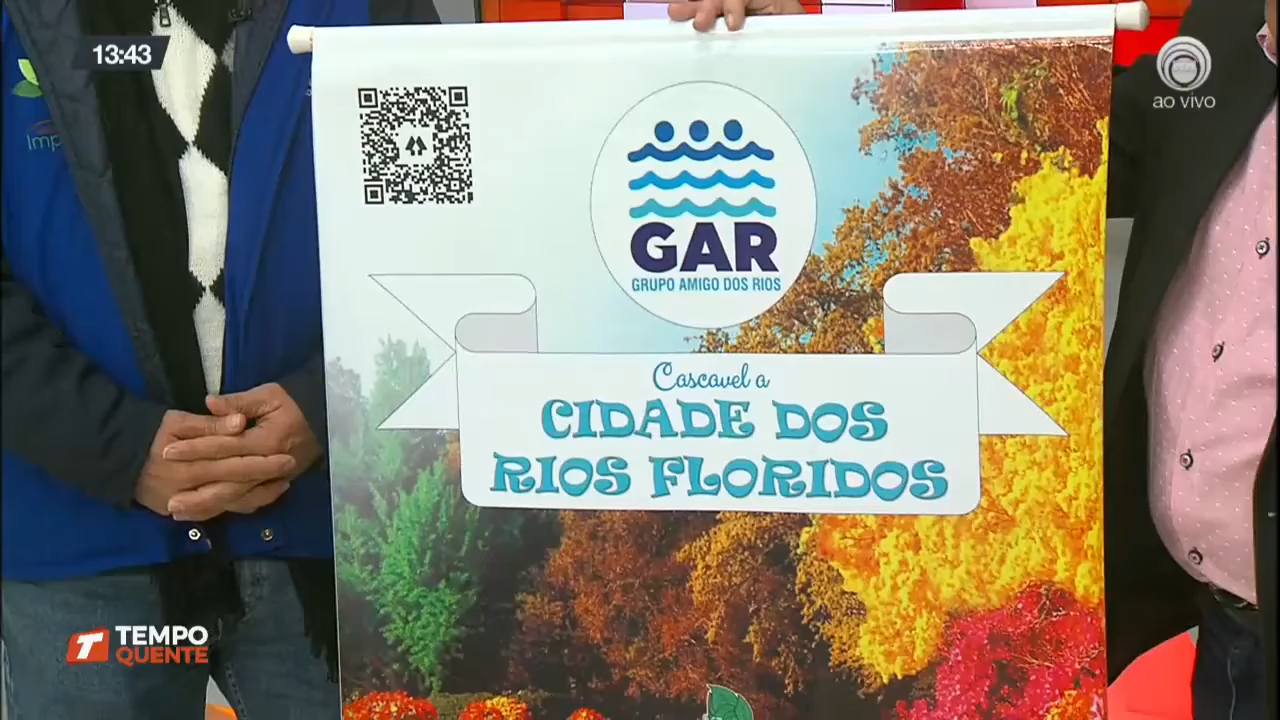 13:43
ao vivo
GAR
GRUPO AMIGO DOS RIOS
Cascavel a
CIDADE DOS
RIOS FLORIDOS
T TEMPO
QUENTE